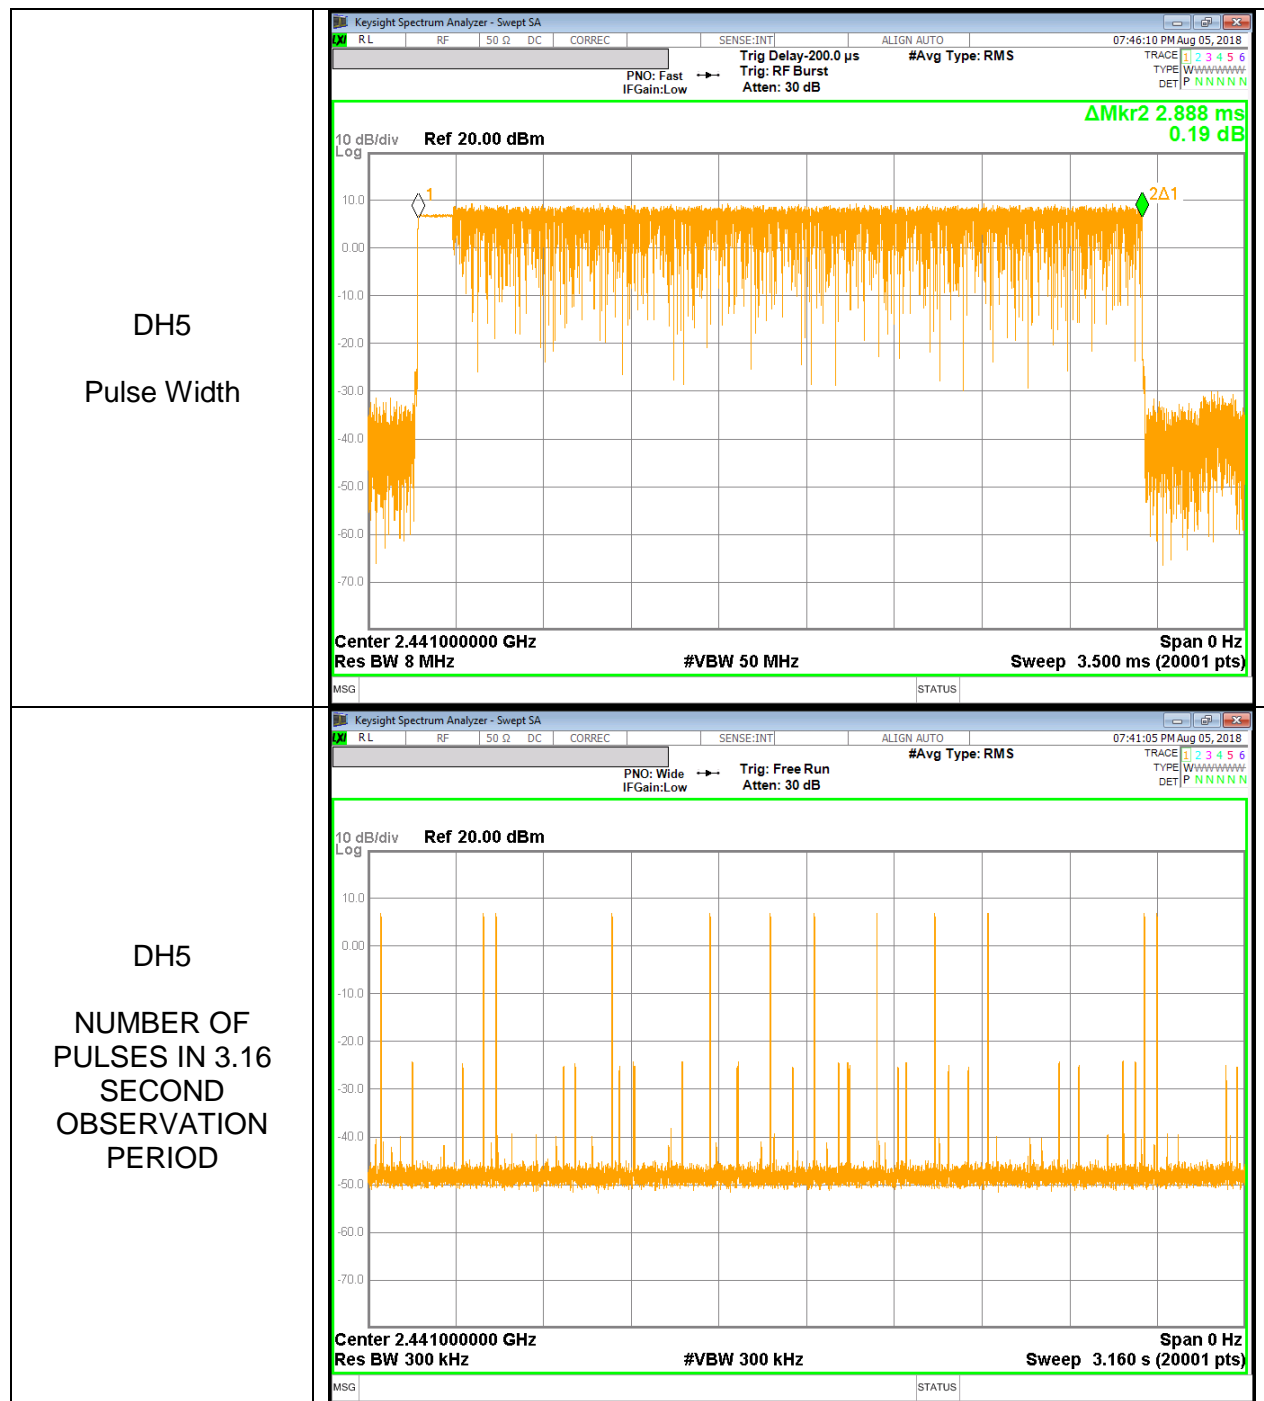 DH5
Pulse Width
Keysight Spectrum Analyzer - Swept SA
LXI RL RF 50 Ω DC CORREC SENSE:INT ALIGN AUTO 07:46:10 PM Aug 05, 2018
Trig Delay-200.0 µs #Avg Type: RMS TRACE 1 2 3 4 5 6
PNO: Fast Trig: RF Burst TYPE WWWWWW
IFGain:Low Atten: 30 dB DET P N N N N N
ΔMkr2 2.888 ms
0.19 dB
10 dB/div Ref 20.00 dBm
Log
1
2Δ1
10.0
0.00
-10.0
-20.0
-30.0
-40.0
-50.0
-60.0
-70.0
Center 2.441000000 GHz Span 0 Hz
Res BW 8 MHz #VBW 50 MHz Sweep 3.500 ms (20001 pts)
MSG STATUS
DH5
NUMBER OF
PULSES IN 3.16
SECOND
OBSERVATION
PERIOD
Keysight Spectrum Analyzer - Swept SA
LXI RL RF 50 Ω DC CORREC SENSE:INT ALIGN AUTO 07:41:05 PM Aug 05, 2018
#Avg Type: RMS TRACE 1 2 3 4 5 6
PNO: Wide Trig: Free Run TYPE WWWWWW
IFGain:Low Atten: 30 dB DET P N N N N N
10 dB/div Ref 20.00 dBm
Log
10.0
0.00
-10.0
-20.0
-30.0
-40.0
-50.0
-60.0
-70.0
Center 2.441000000 GHz Span 0 Hz
Res BW 300 kHz #VBW 300 kHz Sweep 3.160 s (20001 pts)
MSG STATUS